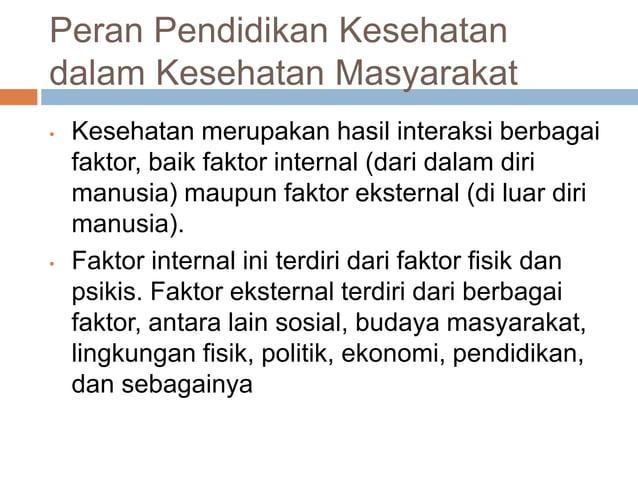 Peran Pendidikan Kesehatan
dalam Kesehatan Masyarakat
• Kesehatan merupakan hasil interaksi berbagai
faktor, baik faktor internal (dari dalam diri
manusia) maupun faktor eksternal (di luar diri
manusia).
• Faktor internal ini terdiri dari faktor fisik dan
psikis. Faktor eksternal terdiri dari berbagai
faktor, antara lain sosial, budaya masyarakat,
lingkungan fisik, politik, ekonomi, pendidikan,
dan sebagainya